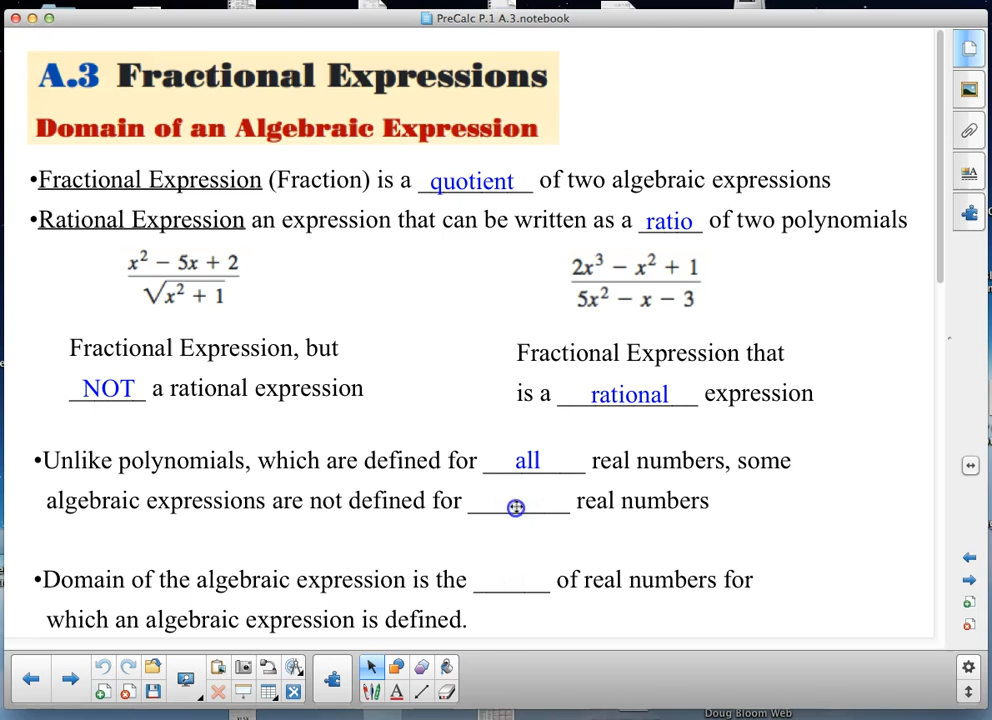 PreCalc P.1 A.3.notebook
A.3 Fractional Expressions
Domain of an Algebraic Expression
•Fractional Expression (Fraction) is a quotient of two algebraic expressions
•Rational Expression an expression that can be written as a ratio of two polynomials
x² − 5x + 2
√x² + 1
2x³ − x² + 1
5x² − x − 3
Fractional Expression, but
NOT a rational expression
Fractional Expression that
is a rational expression
•Unlike polynomials, which are defined for all real numbers, some
algebraic expressions are not defined for ______ real numbers
•Domain of the algebraic expression is the ______ of real numbers for
which an algebraic expression is defined.
Doug Bloom Web